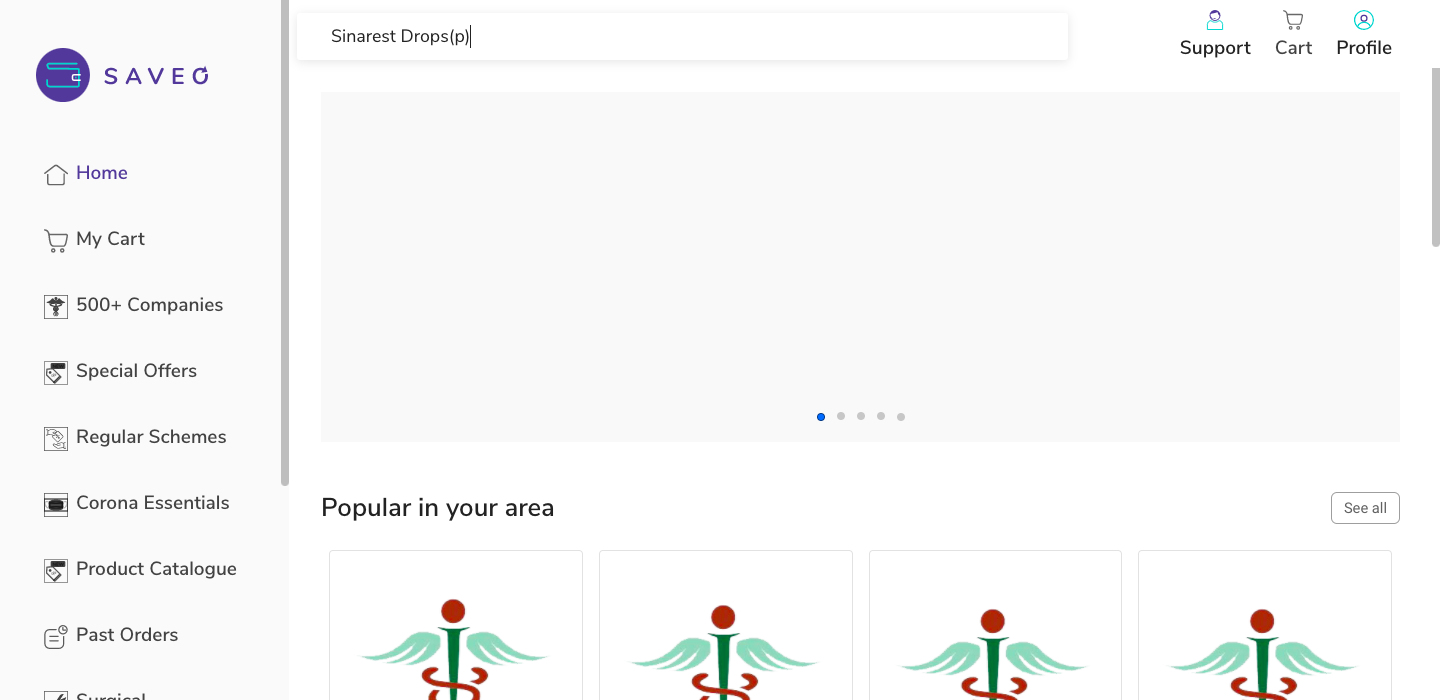 Sinarest Drops(p)
Support
Cart
Profile
SAVEO
Home
My Cart
500+ Companies
Special Offers
Regular Schemes
Corona Essentials
Product Catalogue
Past Orders
Surgical
Popular in your area
See all